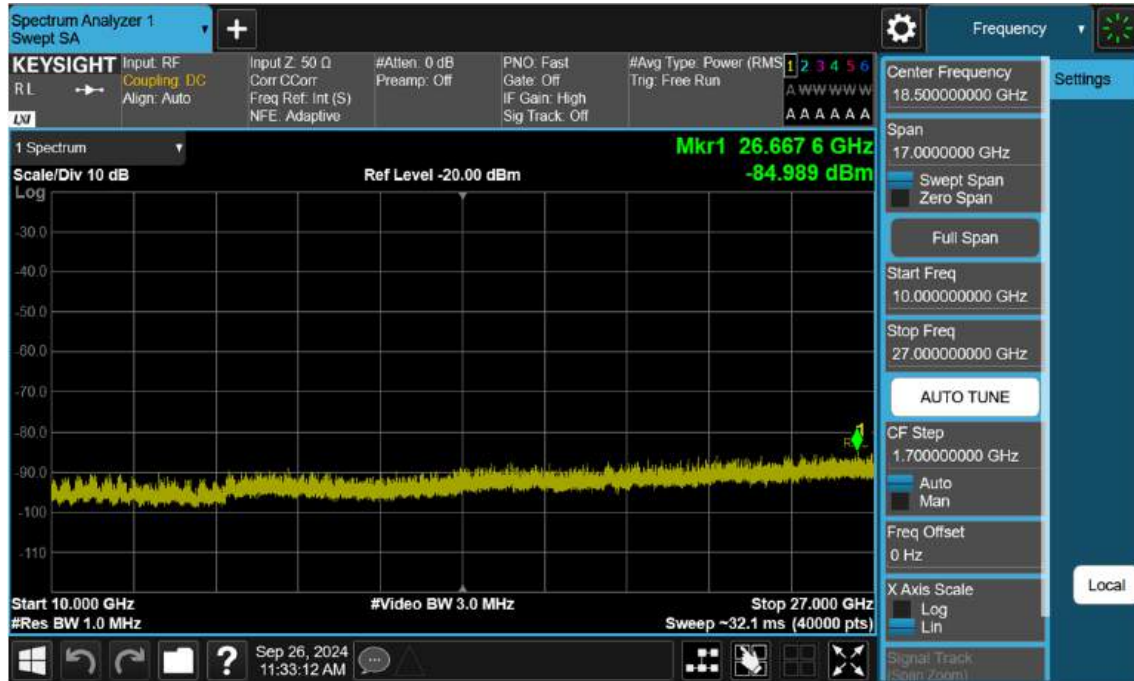 Spectrum Analyzer 1
Swept SA
Frequency
KEYSIGHT
RL
LXI
Input: RF
Coupling: DC
Align: Auto
Input Z: 50 Ω
Corr CCorr
Freq Ref: Int (S)
NFE: Adaptive
#Atten: 0 dB
Preamp: Off
PNO: Fast
Gate: Off
IF Gain: High
Sig Track: Off
#Avg Type: Power (RMS
Trig: Free Run
1 2 3 4 5 6
A W W W W W
A A A A A A
1 Spectrum
Scale/Div 10 dB
Ref Level -20.00 dBm
Mkr1 26.667 6 GHz
-84.989 dBm
Log
-30.0
-40.0
-50.0
-60.0
-70.0
-80.0
-90.0
-100
-110
1
Start 10.000 GHz
#Video BW 3.0 MHz
Stop 27.000 GHz
#Res BW 1.0 MHz
Sweep ~32.1 ms (40000 pts)
Center Frequency
18.500000000 GHz
Settings
Span
17.0000000 GHz
Swept Span
Zero Span
Full Span
Start Freq
10.000000000 GHz
Stop Freq
27.000000000 GHz
AUTO TUNE
CF Step
1.700000000 GHz
Auto
Man
Freq Offset
0 Hz
X Axis Scale
Log
Lin
Local
Signal Track
(Span Zoom)
?
Sep 26, 2024
11:33:12 AM